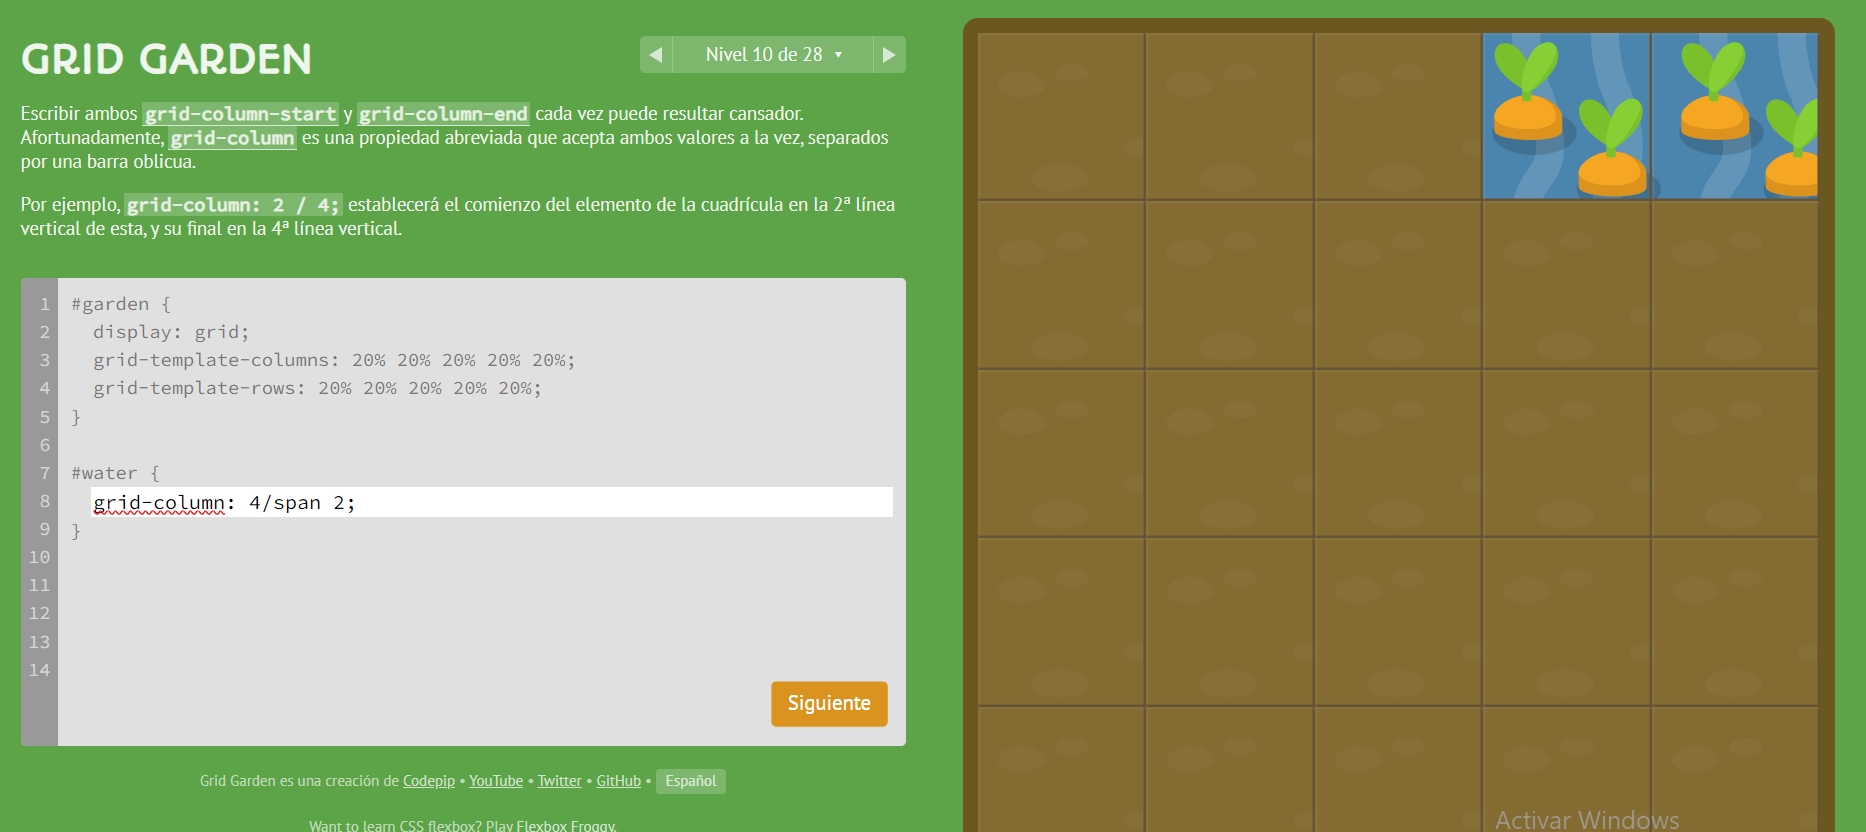 GRID GARDEN
◀ Nivel 10 de 28 ▾ ▶
Escribir ambos grid-column-start y grid-column-end cada vez puede resultar cansador.
Afortunadamente, grid-column es una propiedad abreviada que acepta ambos valores a la vez, separados
por una barra oblicua.
Por ejemplo, grid-column: 2 / 4; establecerá el comienzo del elemento de la cuadrícula en la 2ª línea
vertical de esta, y su final en la 4ª línea vertical.
1 #garden {
2 display: grid;
3 grid-template-columns: 20% 20% 20% 20% 20%;
4 grid-template-rows: 20% 20% 20% 20% 20%;
5 }
6
7 #water {
8 grid-column: 4/span 2;
9 }
10
11
12
13
14
Siguiente
Grid Garden es una creación de Codepip • YouTube • Twitter • GitHub • Español
Want to learn CSS flexbox? Play Flexbox Froggy.
Activar Windows